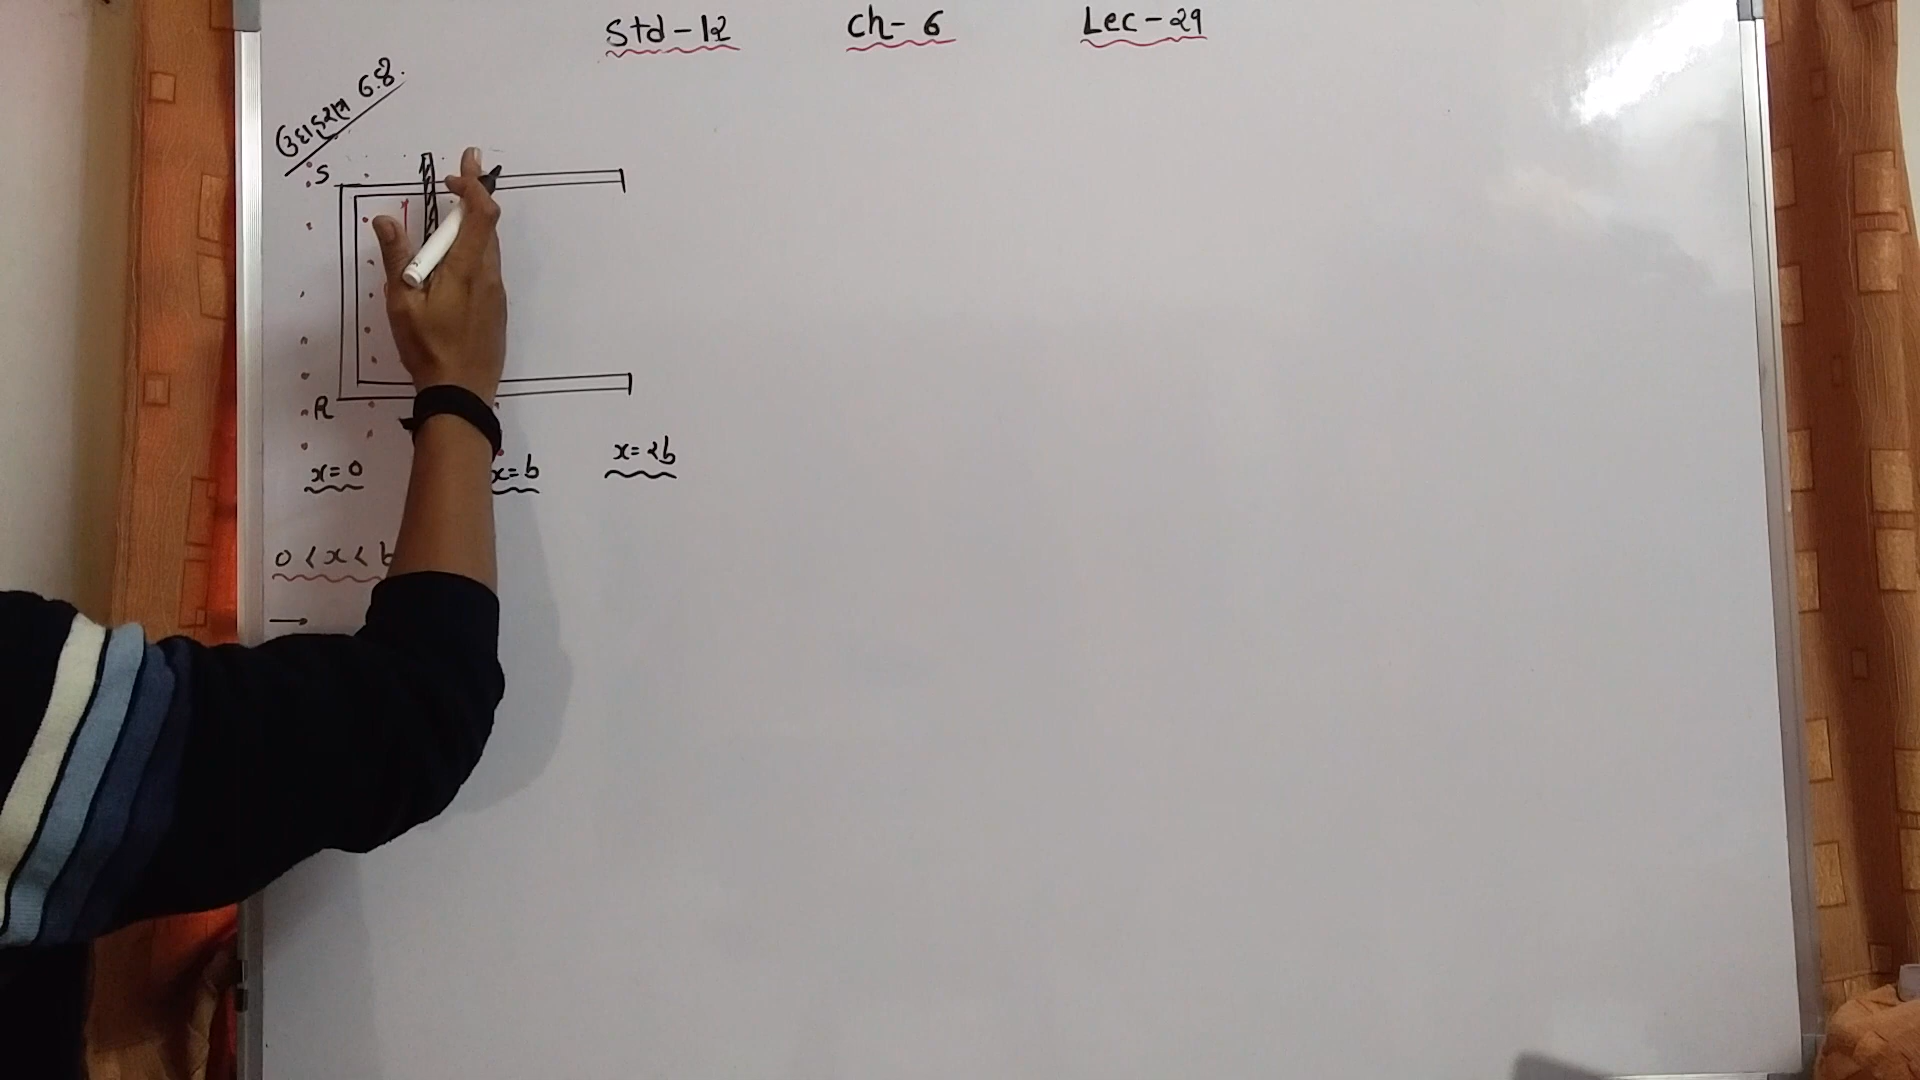 Std-12 Ch-6 Lec-29
ઉદાહરણ 6.8.
S
R
x=0 x=b x=2b
0<x<b
→